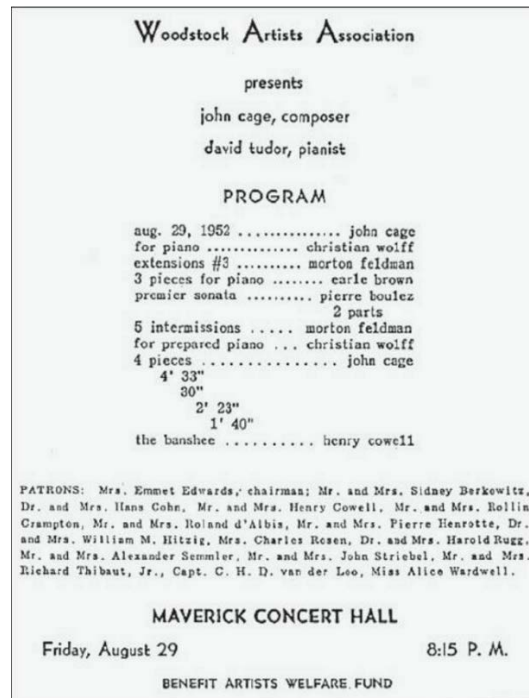 Woodstock Artists Association
presents
john cage, composer
david tudor, pianist
PROGRAM
aug. 29, 1952 .............. john cage
for piano ............. christian wolff
extensions #3 ......... morton feldman
3 pieces for piano ....... earle brown
premier sonata .......... pierre boulez
2 parts
5 intermissions ..... morton feldman
for prepared piano ... christian wolff
4 pieces ............... john cage
4' 33"
30"
2' 23"
1' 40"
the banshee .......... henry cowell
PATRONS: Mrs. Emmet Edwards, chairman; Mr. and Mrs. Sidney Berkowitz,
Dr. and Mrs. Hans Cohn, Mr. and Mrs. Henry Cowell, Mr. and Mrs. Rollin
Crampton, Mr. and Mrs. Roland d'Albis, Mr. and Mrs. Pierre Henrotte, Dr.
and Mrs. William M. Hitzig, Mrs. Charles Rosen, Dr. and Mrs. Harold Rugg,
Mr. and Mrs. Alexander Semmler, Mr. and Mrs. John Striebel, Mr. and Mrs.
Richard Thibaut, Jr., Capt. C. H. D. van der Loo, Miss Alice Wardwell.
MAVERICK CONCERT HALL
Friday, August 29 8:15 P. M.
BENEFIT ARTISTS WELFARE FUND